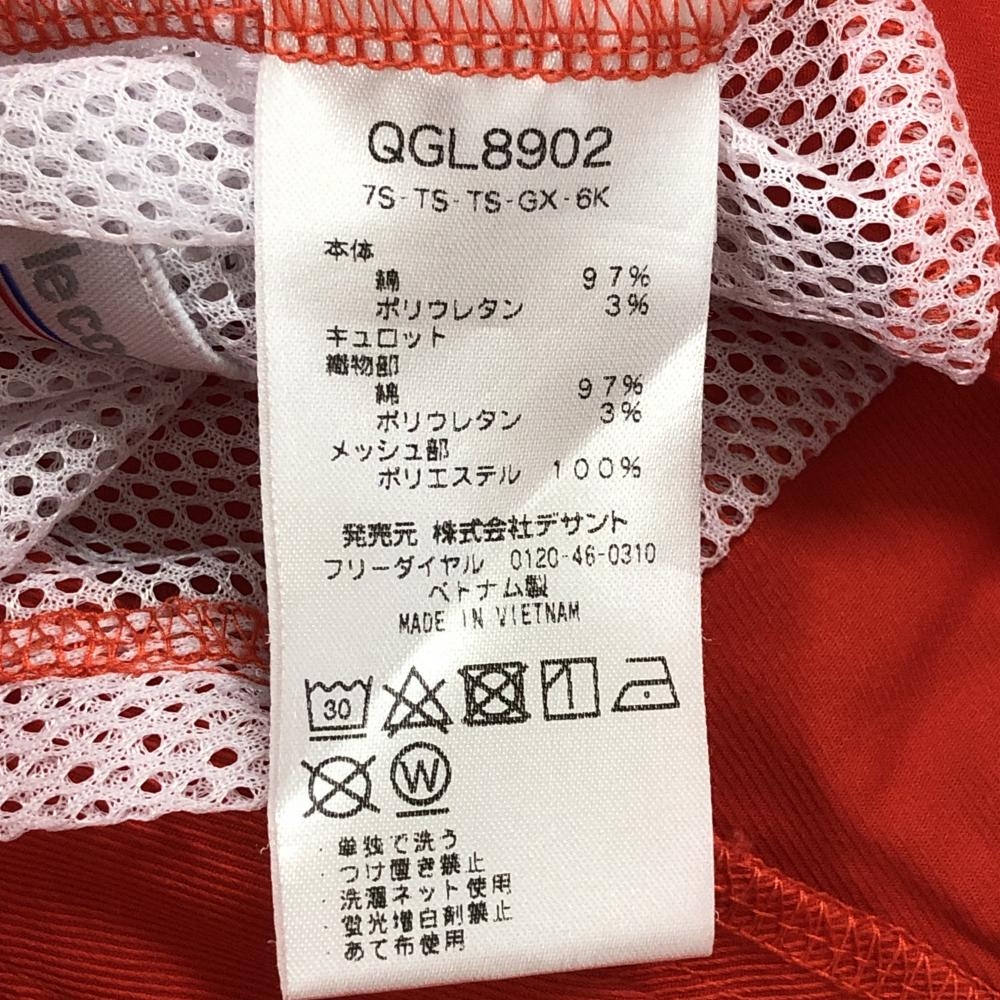 QGL8902
7S-TS-TS-GX-6K
本体
綿 97%
ポリウレタン 3%
キュロット
織物部
綿 97%
ポリウレタン 3%
メッシュ部
ポリエステル 100%
発売元 株式会社デサント
フリーダイヤル 0120-46-0310
ベトナム製
MADE IN VIETNAM
30
W
・単独で洗う
・つけ置き禁止
・洗濯ネット使用
・蛍光増白剤禁止
・あて布使用
le co